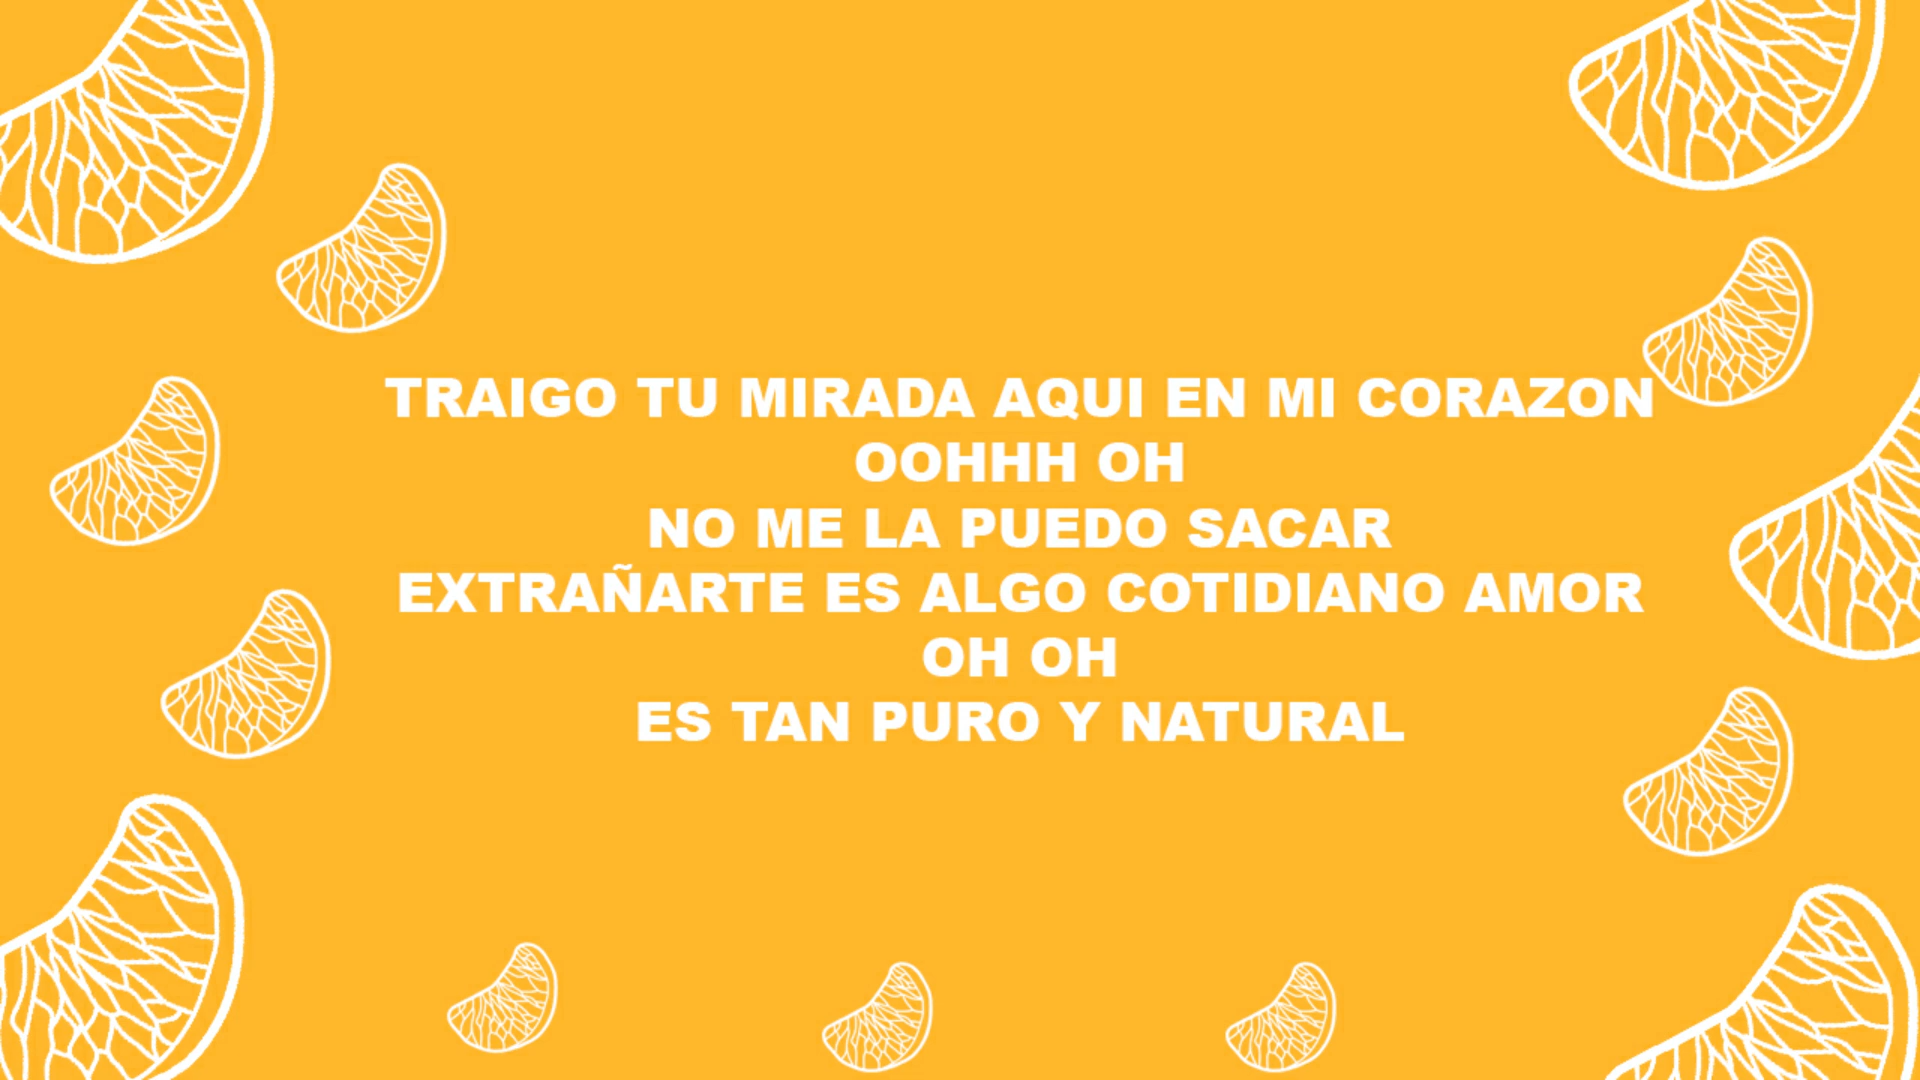 TRAIGO TU MIRADA AQUI EN MI CORAZON
OOHHH OH
NO ME LA PUEDO SACAR
EXTRAÑARTE ES ALGO COTIDIANO AMOR
OH OH
ES TAN PURO Y NATURAL